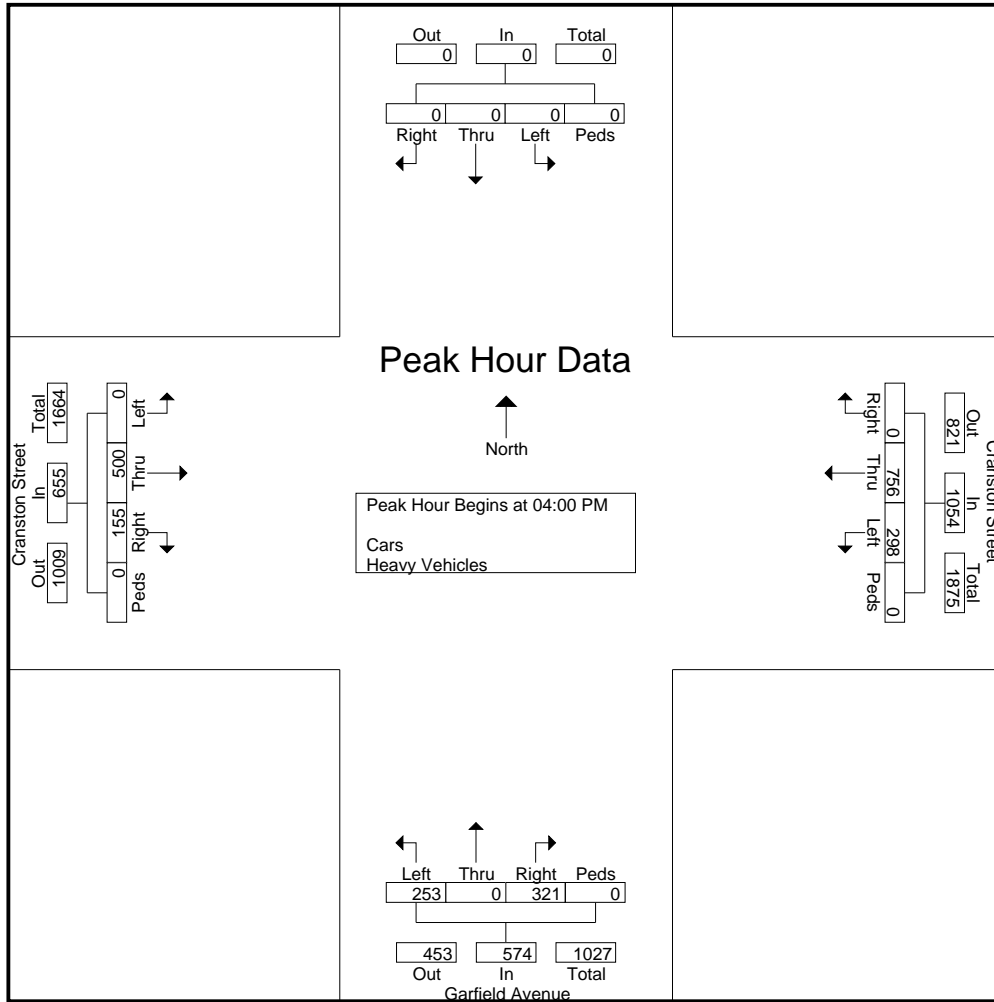 Out In Total
0 0 0
0 0 0 0
Right Thru Left Peds
Peak Hour Data
North
Peak Hour Begins at 04:00 PM
Cars
Heavy Vehicles
Cranston Street
Total In Out
1664 655 1009
0 500 155 0
Left Thru Right Peds
Cranston Street
Out In Total
821 1054 1875
0 756 298 0
Right Thru Left Peds
Left Thru Right Peds
253 0 321 0
453 574 1027
Out In Total
Garfield Avenue